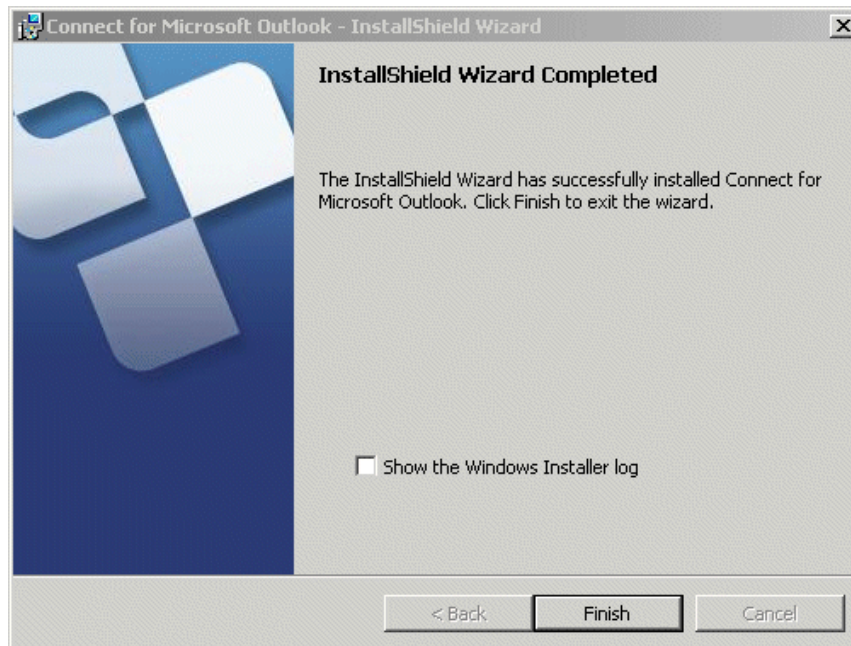 Connect for Microsoft Outlook - InstallShield Wizard
InstallShield Wizard Completed
The InstallShield Wizard has successfully installed Connect for
Microsoft Outlook. Click Finish to exit the wizard.
Show the Windows Installer log
< Back
Finish
Cancel